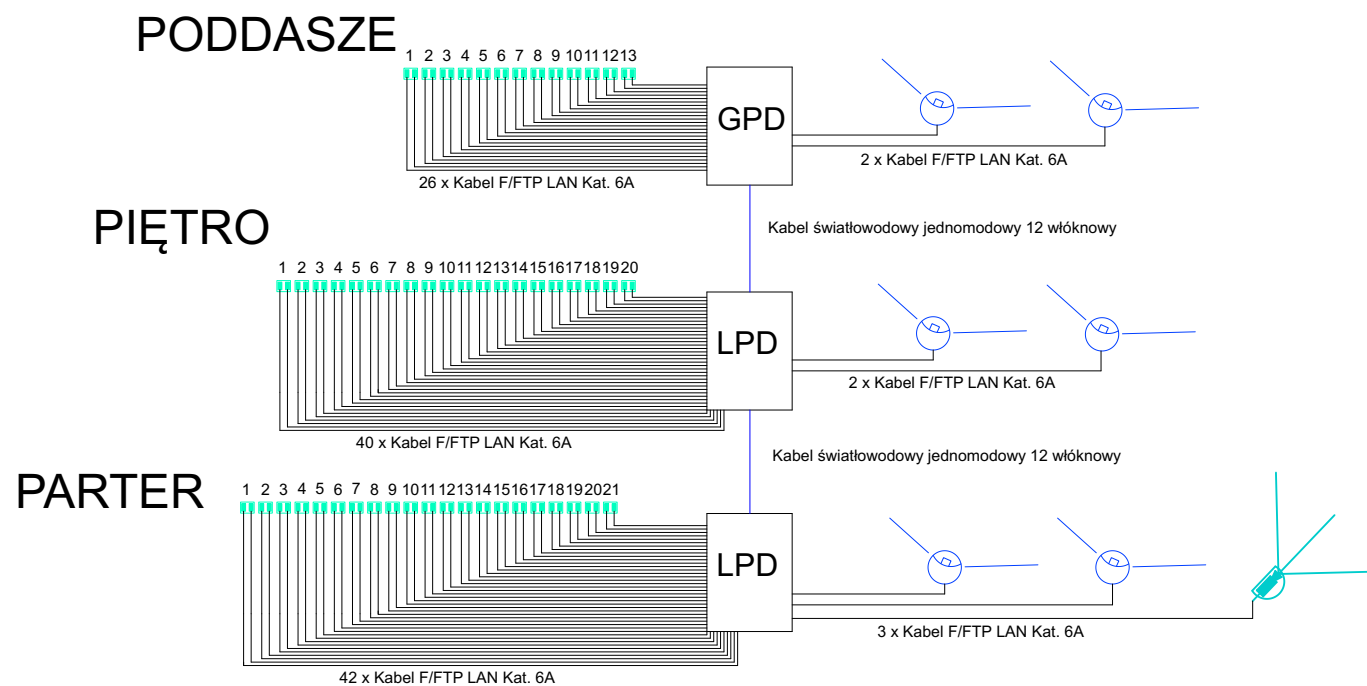 PODDASZE
1 2 3 4 5 6 7 8 9 10 11 12 13
GPD
2 x Kabel F/FTP LAN Kat. 6A
26 x Kabel F/FTP LAN Kat. 6A
PIĘTRO
Kabel światłowodowy jednomodowy 12 włóknowy
1 2 3 4 5 6 7 8 9 10 11 12 13 14 15 16 17 18 19 20
LPD
2 x Kabel F/FTP LAN Kat. 6A
40 x Kabel F/FTP LAN Kat. 6A
Kabel światłowodowy jednomodowy 12 włóknowy
PARTER
1 2 3 4 5 6 7 8 9 10 11 12 13 14 15 16 17 18 19 20 21
LPD
3 x Kabel F/FTP LAN Kat. 6A
42 x Kabel F/FTP LAN Kat. 6A